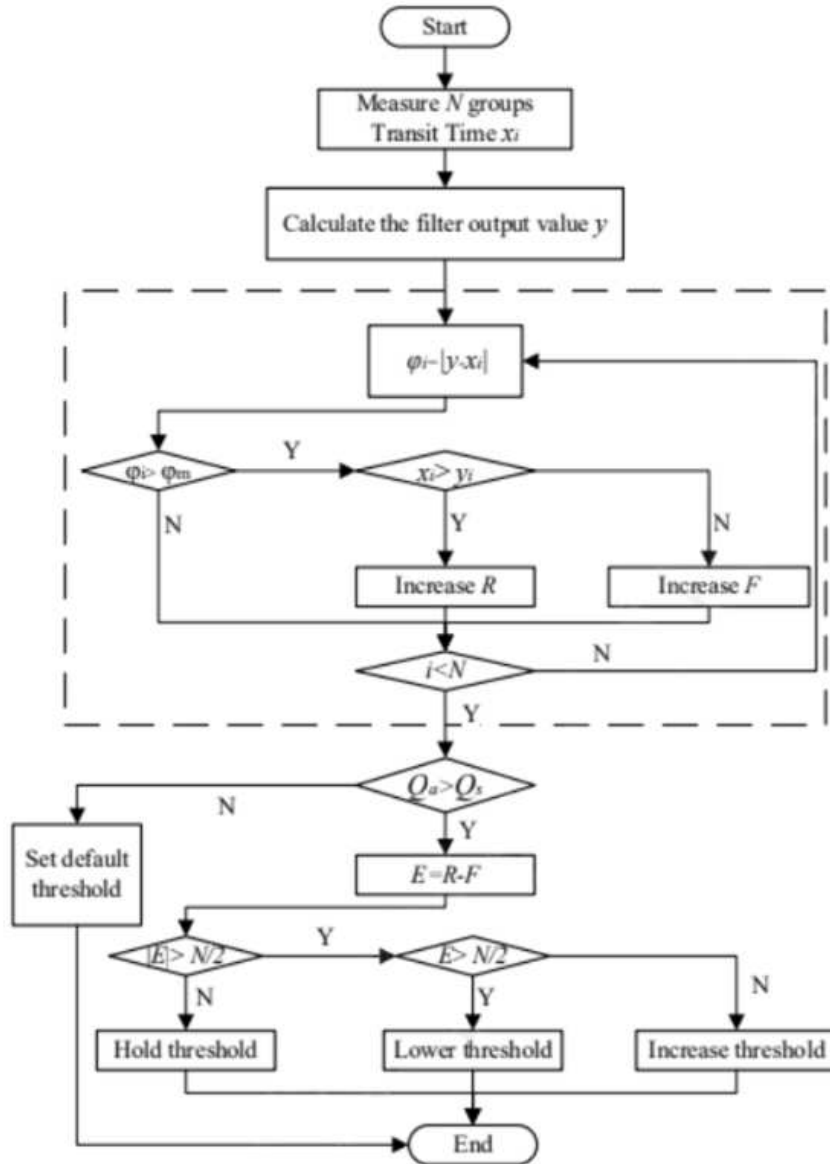 Start
Measure N groups
Transit Time xᵢ
Calculate the filter output value y
φᵢ=|y-xᵢ|
φᵢ> φₘ
Y
xᵢ> yᵢ
N
Y
N
Increase R
Increase F
i<N
N
Y
Qₐ>Qₛ
N
Y
Set default
threshold
E=R-F
|E|> N/2
Y
E> N/2
N
Y
N
Hold threshold
Lower threshold
Increase threshold
End